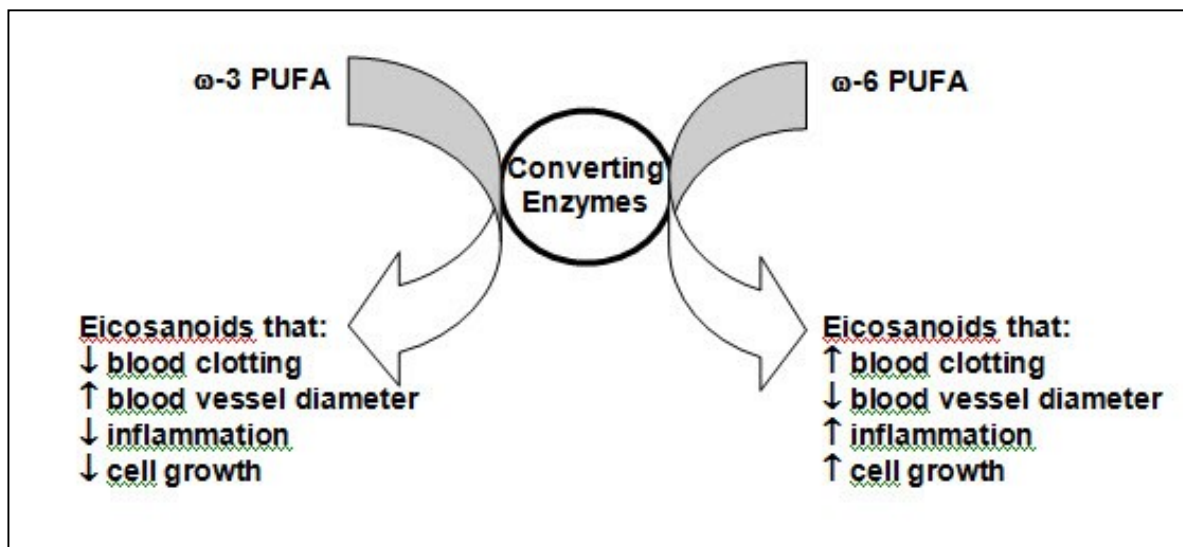 ω-3 PUFA
ω-6 PUFA
Converting
Enzymes
Eicosanoids that:
↓ blood clotting
↑ blood vessel diameter
↓ inflammation
↓ cell growth
Eicosanoids that:
↑ blood clotting
↓ blood vessel diameter
↑ inflammation
↑ cell growth